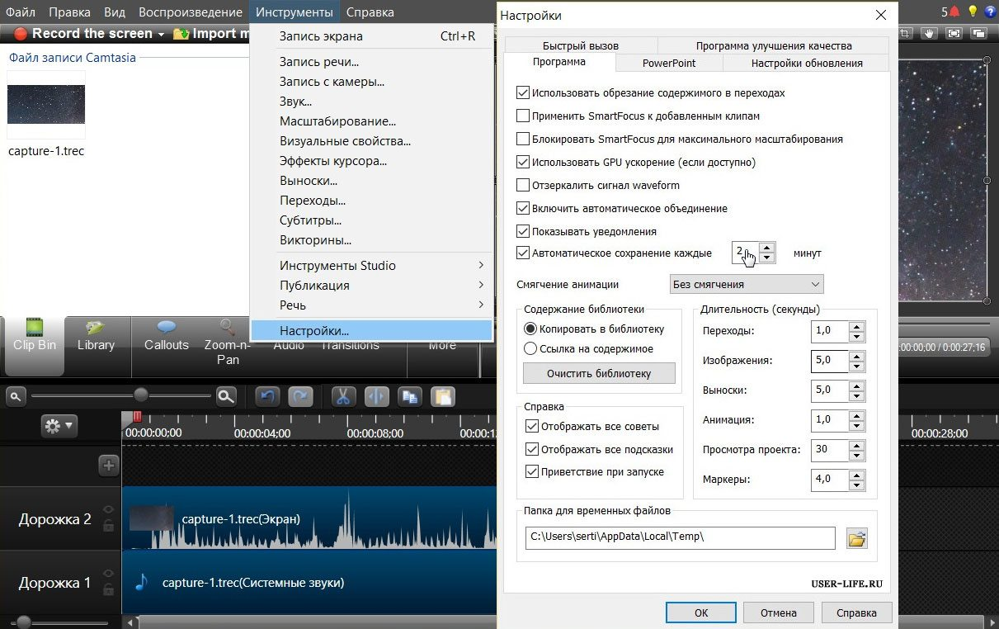 Файл Правка Вид Воспроизведение Инструменты Справка
Record the screen Import m
Файл записи Camtasia
capture-1.trec
Запись экрана Ctrl+R
Запись речи...
Запись с камеры...
Звук...
Масштабирование...
Визуальные свойства...
Эффекты курсора...
Выноски...
Переходы...
Субтитры...
Викторины...
Инструменты Studio
Публикация
Речь
Настройки...
Clip Bin
Library
Callouts
Zoom-n-
Pan
Audio
Transitions
More
00:00:00;00 00:00:04;00 00:00:08;00
Дорожка 2
capture-1.trec(Экран)
Дорожка 1
capture-1.trec(Системные звуки)
Настройки
Быстрый вызов Программа улучшения качества
Программа PowerPoint Настройки обновления
Использовать обрезание содержимого в переходах
Применить SmartFocus к добавленным клипам
Блокировать SmartFocus для максимального масштабирования
Использовать GPU ускорение (если доступно)
Отзеркалить сигнал waveform
Включить автоматическое объединение
Показывать уведомления
Автоматическое сохранение каждые 2 минут
Смягчение анимации Без смягчения
Содержание библиотеки
Копировать в библиотеку
Ссылка на содержимое
Очистить библиотеку
Справка
Отображать все советы
Отображать все подсказки
Приветствие при запуске
Длительность (секунды)
Переходы: 1,0
Изображения: 5,0
Выноски: 5,0
Анимация: 1,0
Просмотра проекта: 30
Маркеры: 4,0
Папка для временных файлов
C:\Users\serti\AppData\Local\Temp\
USER-LIFE.RU
OK Отмена Справка
5
:00:00;00 / 0:00:27;16
00:00:28;00